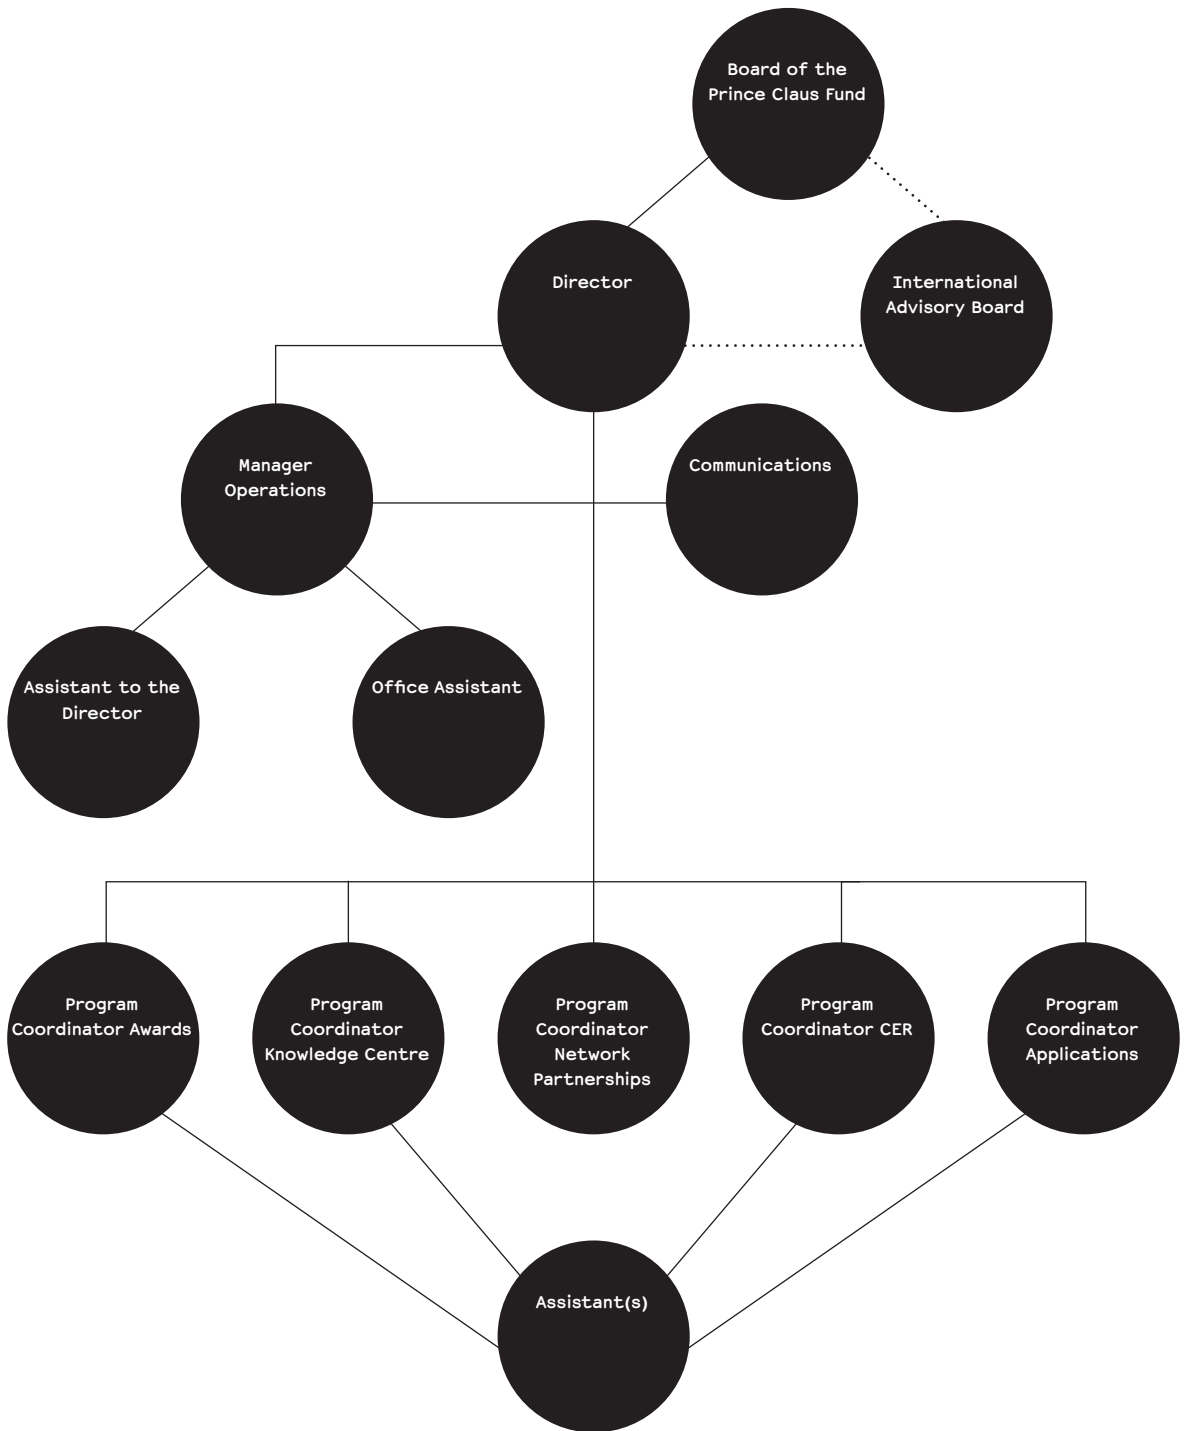 Board of the
Prince Claus Fund
Director
International
Advisory Board
Manager
Operations
Communications
Assistant to the
Director
Office Assistant
Program
Coordinator Awards
Program
Coordinator
Knowledge Centre
Program
Coordinator
Network
Partnerships
Program
Coordinator CER
Program
Coordinator
Applications
Assistant(s)